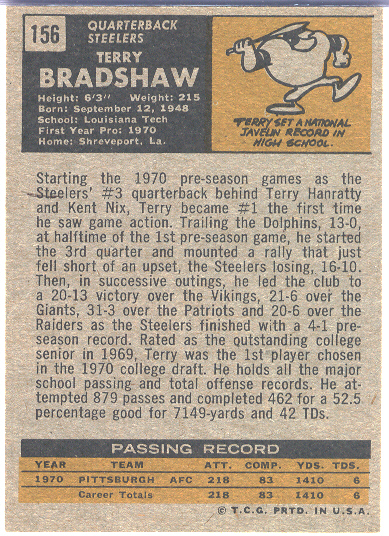 156
QUARTERBACK
STEELERS
TERRY
BRADSHAW
Height: 6'3" Weight: 215
Born: September 12, 1948
School: Louisiana Tech
First Year Pro: 1970
Home: Shreveport, La.
TERRY SET A NATIONAL
JAVELIN RECORD IN
HIGH SCHOOL.
Starting the 1970 pre-season games as the
Steelers' #3 quarterback behind Terry Hanratty
and Kent Nix, Terry became #1 the first time
he saw game action. Trailing the Dolphins, 13-0,
at halftime of the 1st pre-season game, he started
the 3rd quarter and mounted a rally that just
fell short of an upset, the Steelers losing, 16-10.
Then, in successive outings, he led the club to
a 20-13 victory over the Vikings, 21-6 over the
Giants, 31-3 over the Patriots and 20-6 over the
Raiders as the Steelers finished with a 4-1 pre-
season record. Rated as the outstanding college
senior in 1969, Terry was the 1st player chosen
in the 1970 college draft. He holds all the major
school passing and total offense records. He at-
tempted 879 passes and completed 462 for a 52.5
percentage good for 7149-yards and 42 TDs.
PASSING RECORD
YEAR TEAM ATT. COMP. YDS. TDS.
1970 PITTSBURGH AFC 218 83 1410 6
Career Totals 218 83 1410 6
© T.C.G. PRTD. IN U.S.A.